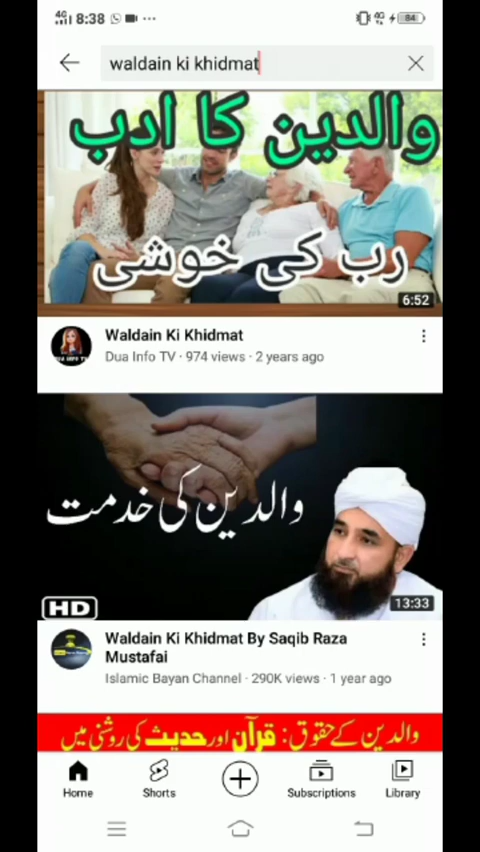 4G 8:38 ...
4G 84
waldain ki khidmat
والدین کا ادب
رب کی خوشی
6:52
Waldain Ki Khidmat
Dua Info TV · 974 views · 2 years ago
والدین کی خدمت
HD
13:33
Waldain Ki Khidmat By Saqib Raza
Mustafai
Islamic Bayan Channel · 290K views · 1 year ago
والدین کے حقوق: قرآن اور حدیث کی روشنی میں
Home
Shorts
Subscriptions
Library